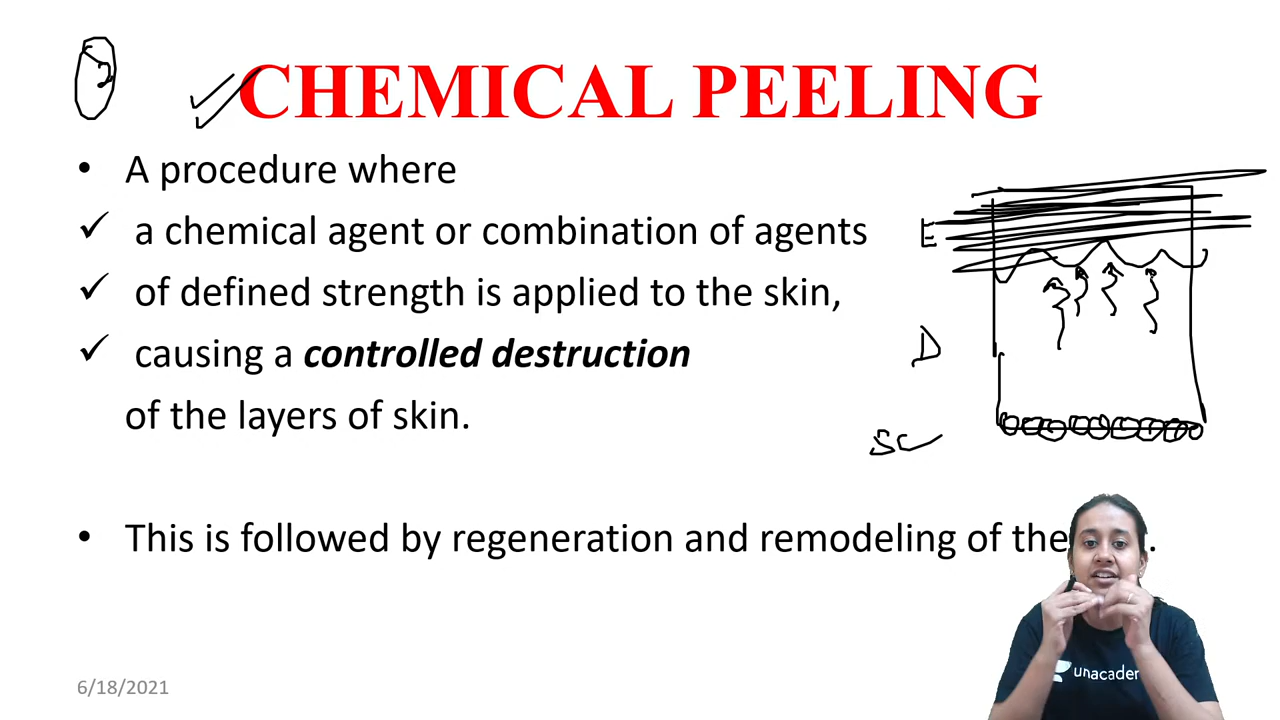 CHEMICAL PEELING
• A procedure where
✓ a chemical agent or combination of agents
E
✓ of defined strength is applied to the skin,
✓ causing a controlled destruction
D
of the layers of skin.
SC
• This is followed by regeneration and remodeling of the
unacadem
6/18/2021